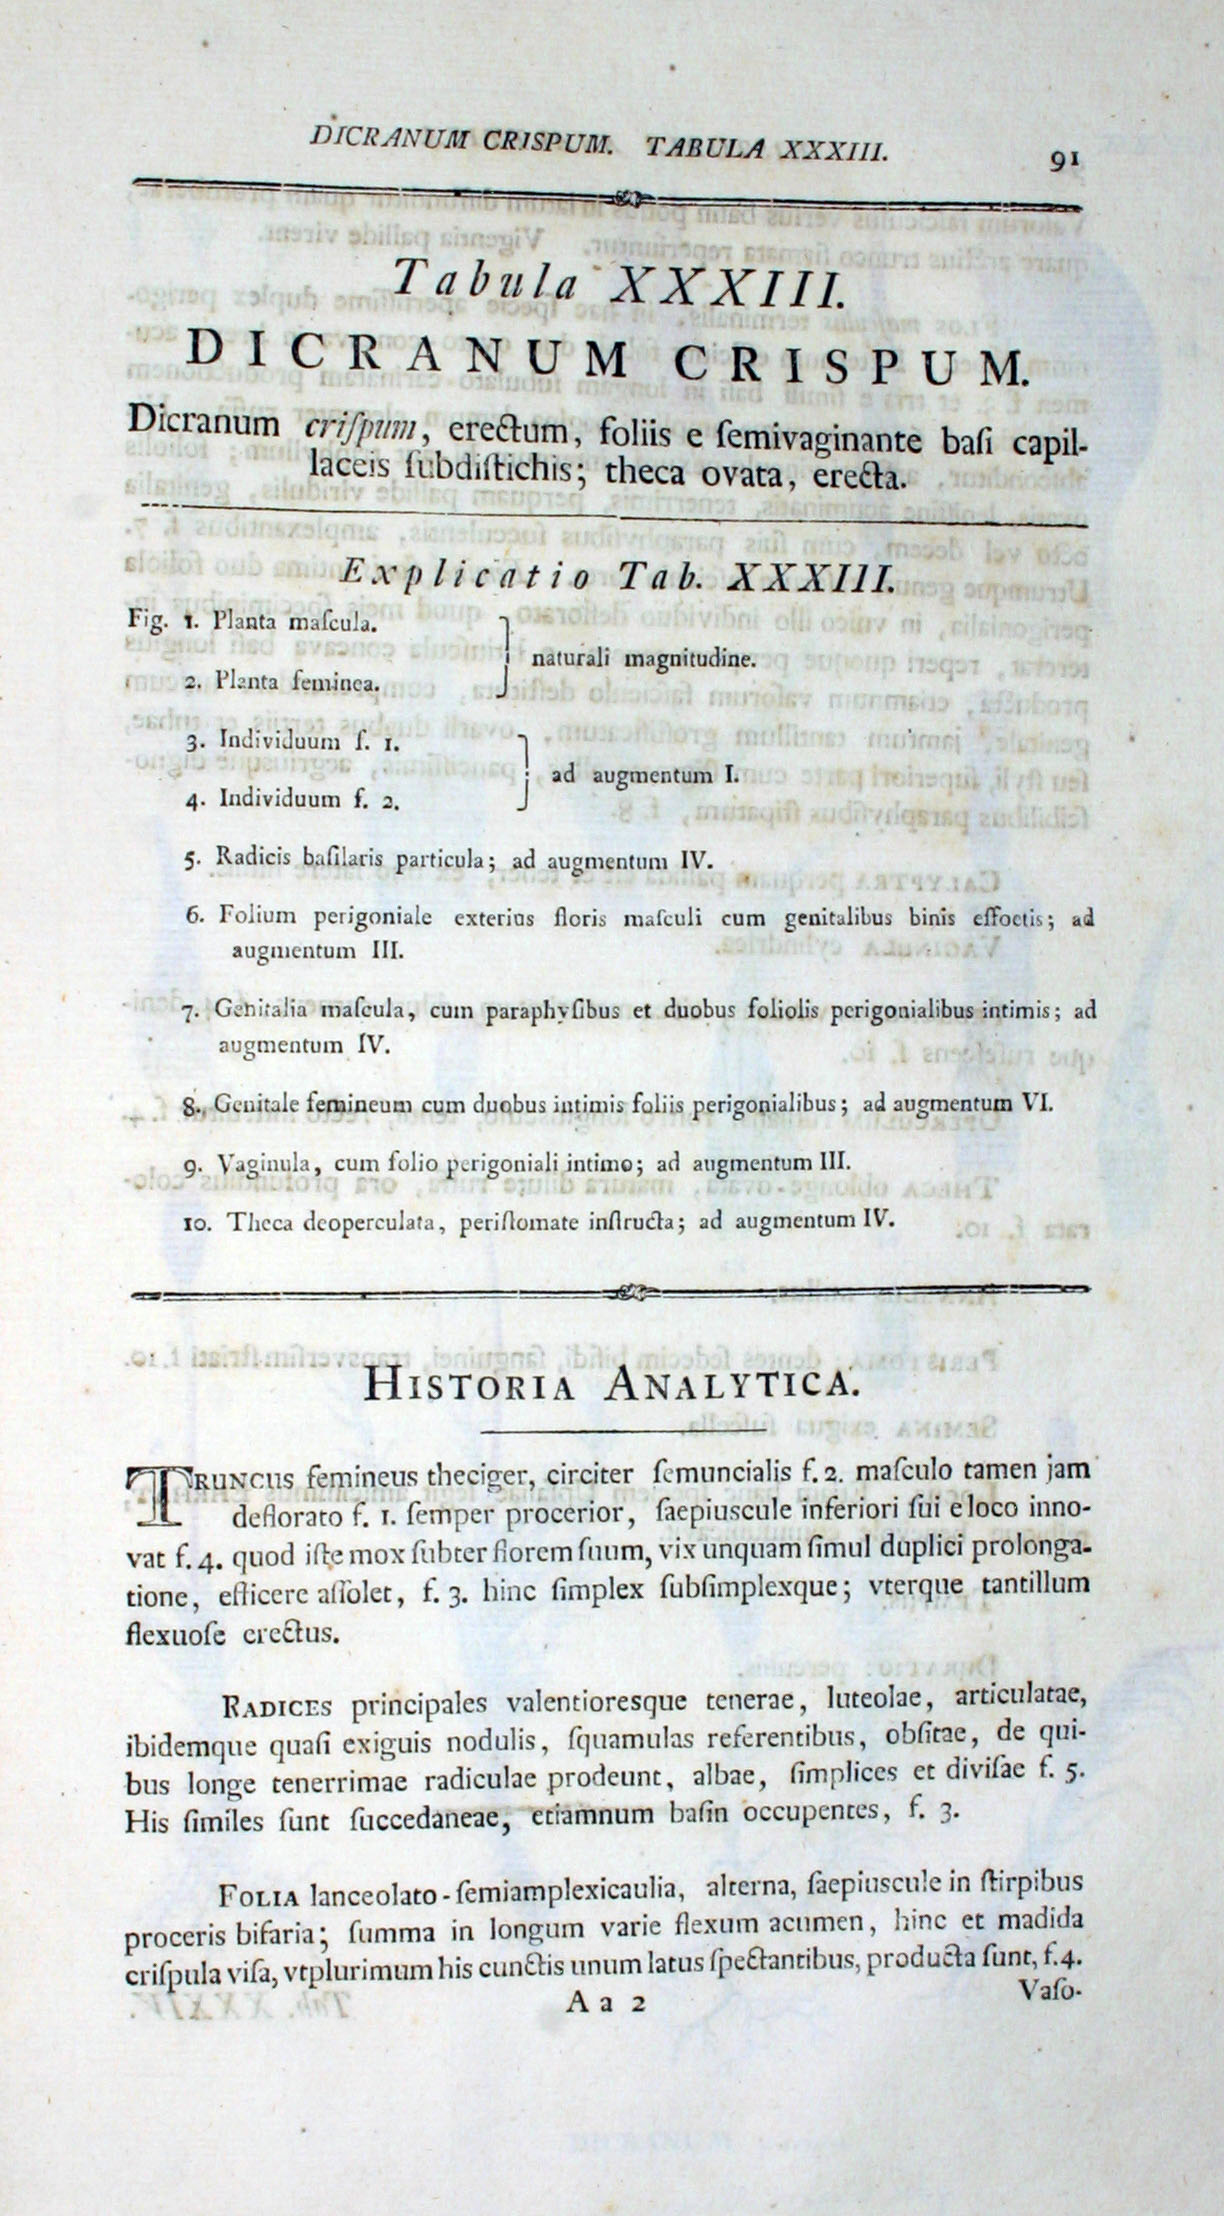 DICRANUM CRISPUM. TABULA XXXIII. 91
Tabula XXXIII.
DICRANUM CRISPUM.
Dicranum criſpum, erectum, foliis e ſemivaginante baſi capil-
laceis ſubdiſtichis; theca ovata, erecta.
Explicatio Tab. XXXIII.
Fig. 1. Planta maſcula.
naturali magnitudine.
2. Planta feminea.
3. Individuum f. 1.
ad augmentum I.
4. Individuum f. 2.
5. Radicis baſilaris particula; ad augmentum IV.
6. Folium perigoniale exterius floris maſculi cum genitalibus binis effoetis; ad
augmentum III.
7. Genitalia maſcula, cum paraphyſibus et duobus foliolis perigonialibus intimis; ad
augmentum IV.
8. Genitale femineum cum duobus intimis foliis perigonialibus; ad augmentum VI.
9. Vaginula, cum folio perigoniali intimo; ad augmentum III.
10. Theca deoperculata, periſtomate inſtructa; ad augmentum IV.
HISTORIA ANALYTICA.
TRUNCUS femineus theciger, circiter ſemuncialis f. 2. maſculo tamen jam
deflorato f. 1. ſemper procerior, ſaepiuscule inferiori ſui e loco inno-
vat f. 4. quod iſte mox ſubter florem ſuum, vix unquam ſimul duplici prolonga-
tione, efficere aſſolet, f. 3. hinc ſimplex ſubſimplexque; vterque tantillum
flexuoſe erectus.
RADICES principales valentioresque tenerae, luteolae, articulatae,
ibidemque quaſi exiguis nodulis, ſquamulas referentibus, obſitae, de qui-
bus longe tenerrimae radiculae prodeunt, albae, ſimplices et diviſae f. 5.
His ſimiles ſunt ſuccedaneae, etiamnum baſin occupentes, f. 3.
FOLIA lanceolato-ſemiamplexicaulia, alterna, ſaepiuscule in ſtirpibus
proceris bifaria; ſumma in longum varie flexum acumen, hinc et madida
criſpula viſa, vtplurimum his cunctis unum latus ſpectantibus, producta ſunt, f. 4.
Aa 2 Vaſo-